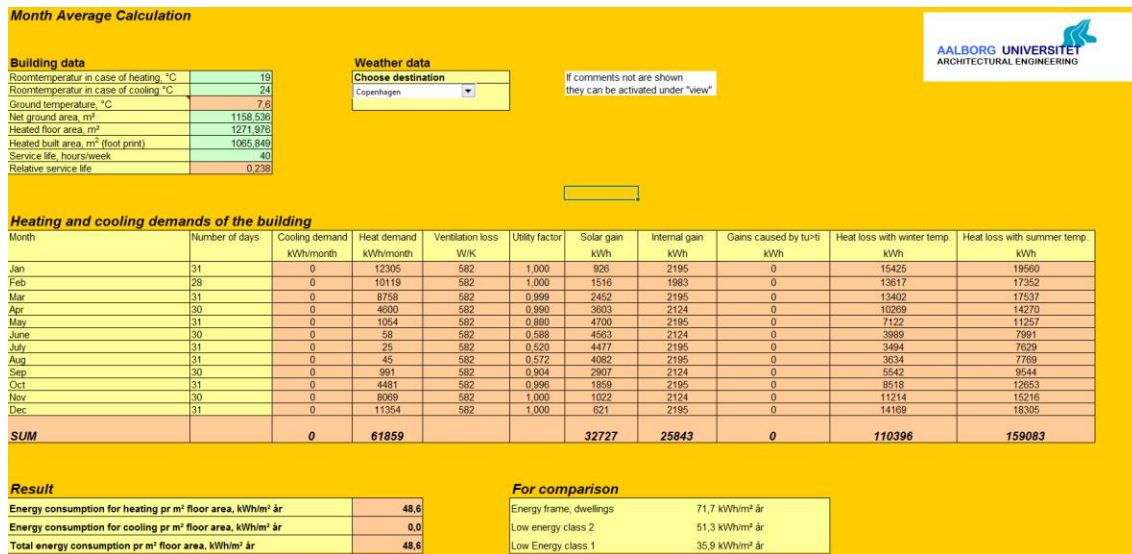 Month Average Calculation
AALBORG UNIVERSITET
ARCHITECTURAL ENGINEERING
Building data
Roomtemperatur in case of heating, °C 19
Roomtemperatur in case of cooling °C 24
Ground temperature, °C 7,6
Net ground area, m² 1158,536
Heated floor area, m² 1271,976
Heated built area, m² (foot print) 1065,849
Service life, hours/week 40
Relative service life 0,238
Weather data
Choose destination
Copenhagen
If comments not are shown
they can be activated under "view"
Heating and cooling demands of the building
Month Number of days Cooling demand Heat demand Ventilation loss Utility factor Solar gain Internal gain Gains caused by tu>ti Heat loss with winter temp. Heat loss with summer temp.
kWh/month kWh/month W/K kWh kWh kWh kWh kWh
Jan 31 0 12305 582 1,000 926 2195 0 15425 19560
Feb 28 0 10119 582 1,000 1516 1983 0 13617 17352
Mar 31 0 8758 582 0,999 2452 2195 0 13402 17537
Apr 30 0 4600 582 0,990 3603 2124 0 10269 14270
May 31 0 1054 582 0,880 4700 2195 0 7122 11257
June 30 0 58 582 0,588 4563 2124 0 3989 7991
July 31 0 25 582 0,520 4477 2195 0 3494 7629
Aug 31 0 45 582 0,572 4082 2195 0 3634 7769
Sep 30 0 991 582 0,904 2907 2124 0 5542 9544
Oct 31 0 4481 582 0,996 1859 2195 0 8518 12653
Nov 30 0 8069 582 1,000 1022 2124 0 11214 15216
Dec 31 0 11354 582 1,000 621 2195 0 14169 18305
SUM 0 61859 32727 25843 0 110396 159083
Result
Energy consumption for heating pr m² floor area, kWh/m² år 48,6
Energy consumption for cooling pr m² floor area, kWh/m² år 0,0
Total energy consumption pr m² floor area, kWh/m² år 48,6
For comparison
Energy frame, dwellings 71,7 kWh/m² år
Low energy class 2 51,3 kWh/m² år
Low Energy class 1 35,9 kWh/m² år